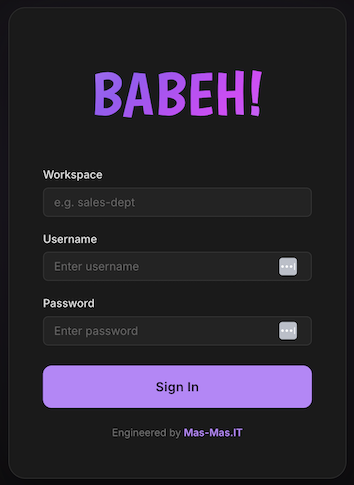 BABEH!
Workspace
e.g. sales-dept
Username
Enter username
Password
Enter password
Sign In
Engineered by Mas-Mas.IT